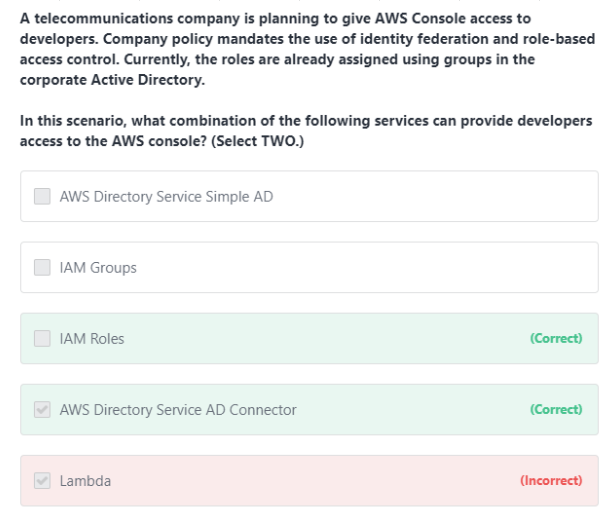 A telecommunications company is planning to give AWS Console access to
developers. Company policy mandates the use of identity federation and role-based
access control. Currently, the roles are already assigned using groups in the
corporate Active Directory.
In this scenario, what combination of the following services can provide developers
access to the AWS console? (Select TWO.)
AWS Directory Service Simple AD
IAM Groups
IAM Roles (Correct)
AWS Directory Service AD Connector (Correct)
Lambda (Incorrect)